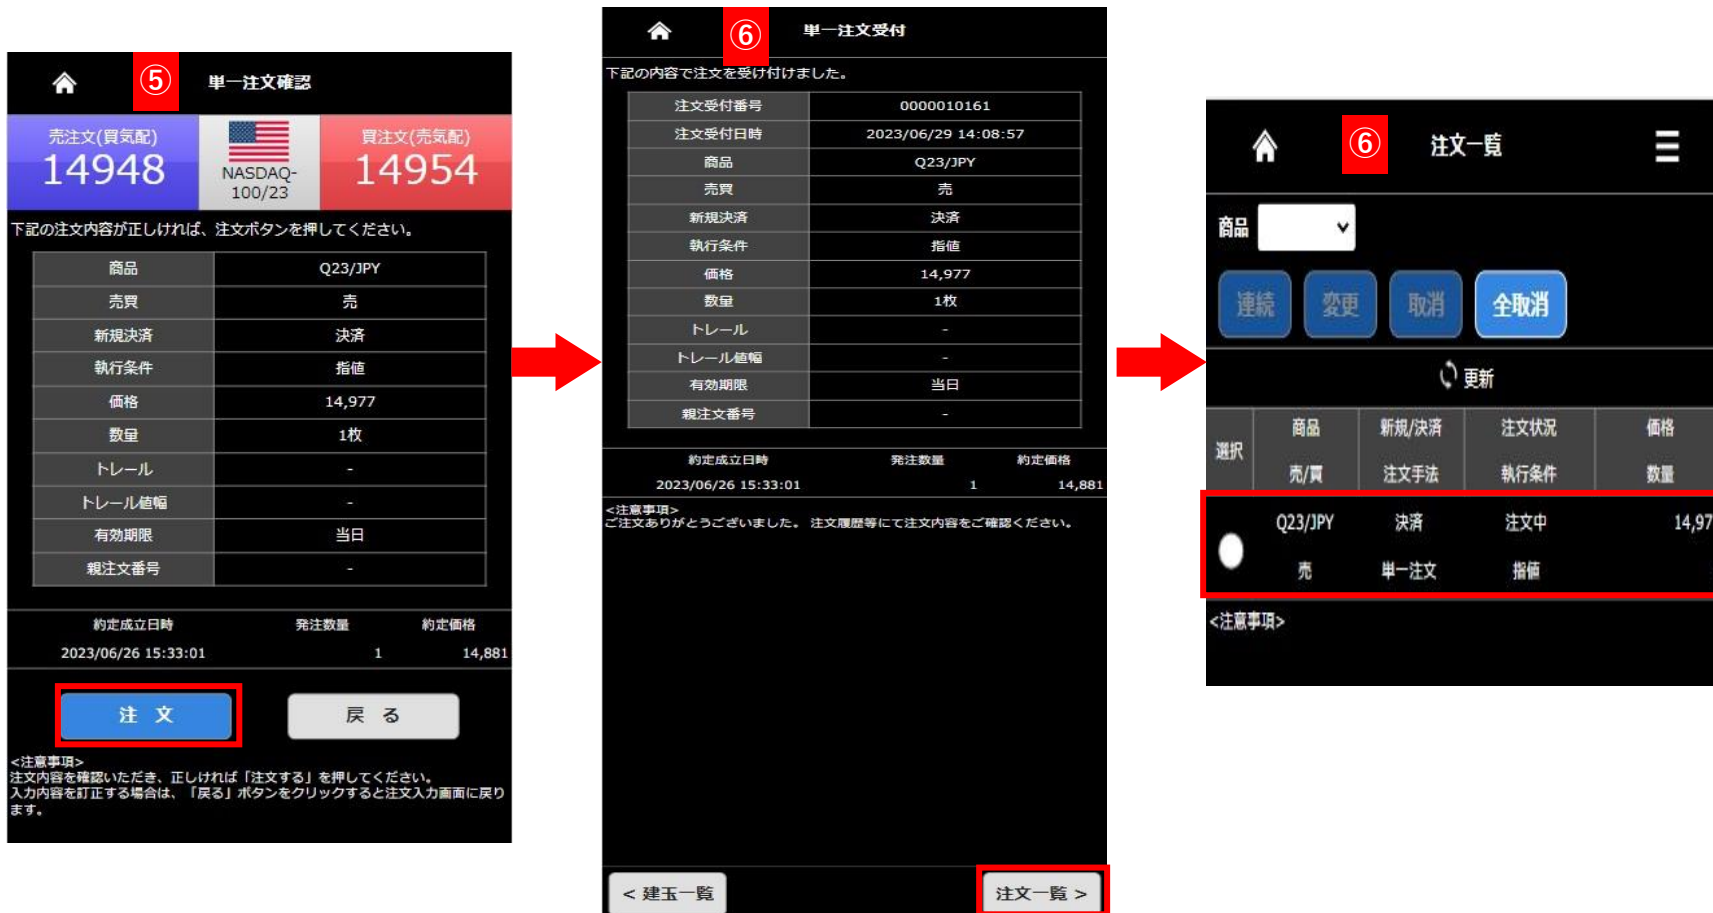 ⑤ 単一注文確認
売注文(買気配) 買注文(売気配)
14948 NASDAQ-100/23 14954
下記の注文内容が正しければ、注文ボタンを押してください。
商品 Q23/JPY
売買 売
新規決済 決済
執行条件 指値
価格 14,977
数量 1枚
トレール -
トレール値幅 -
有効期限 当日
親注文番号 -
約定成立日時 発注数量 約定価格
2023/06/26 15:33:01 1 14,881
注 文 戻 る
<注意事項>
注文内容を確認いただき、正しければ「注文する」を押してください。
入力内容を訂正する場合は、「戻る」ボタンをクリックすると注文入力画面に戻り
ます。
⑥ 単一注文受付
下記の内容で注文を受け付けました。
注文受付番号 0000010161
注文受付日時 2023/06/29 14:08:57
商品 Q23/JPY
売買 売
新規決済 決済
執行条件 指値
価格 14,977
数量 1枚
トレール -
トレール値幅 -
有効期限 当日
親注文番号 -
約定成立日時 発注数量 約定価格
2023/06/26 15:33:01 1 14,881
<注意事項>
ご注文ありがとうございました。 注文履歴等にて注文内容をご確認ください。
< 建玉一覧 注文一覧 >
⑥ 注文一覧
商品
連続 変更 取消 全取消
更新
選択 商品 新規/決済 注文状況 価格
売/買 注文手法 執行条件 数量
Q23/JPY 決済 注文中 14,97
売 単一注文 指値
<注意事項>